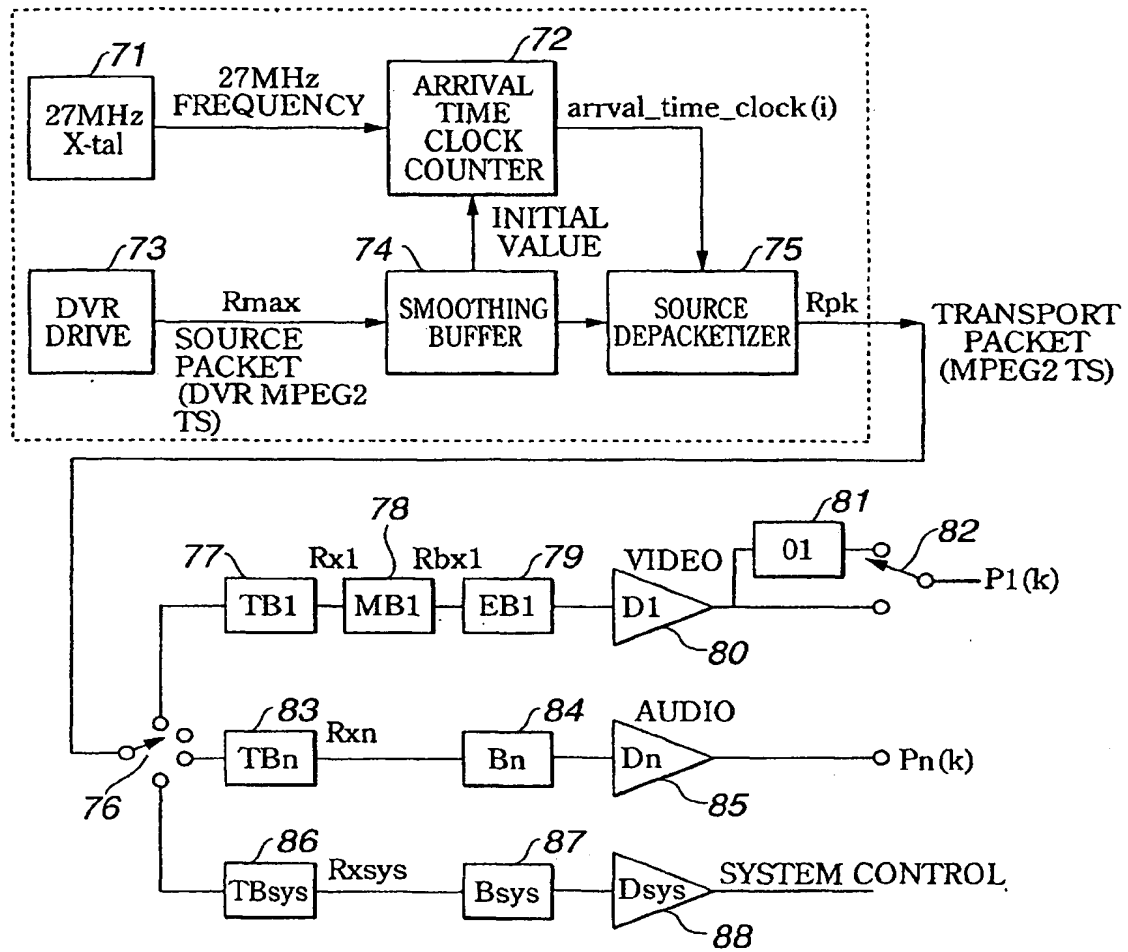 71
27MHz
X-tal
27MHz
FREQUENCY
72
ARRIVAL
TIME
CLOCK
COUNTER
arrval_time_clock(i)
INITIAL
VALUE
73
DVR
DRIVE
Rmax
SOURCE
PACKET
(DVR MPEG2
TS)
74
SMOOTHING
BUFFER
75
SOURCE
DEPACKETIZER
Rpk
TRANSPORT
PACKET
(MPEG2 TS)
76
77
TB1
Rx1
78
MB1
Rbx1
79
EB1
VIDEO
D1
80
81
01
82
P1(k)
83
TBn
Rxn
84
Bn
AUDIO
Dn
85
Pn(k)
86
TBsys
Rxsys
87
Bsys
Dsys
88
SYSTEM CONTROL